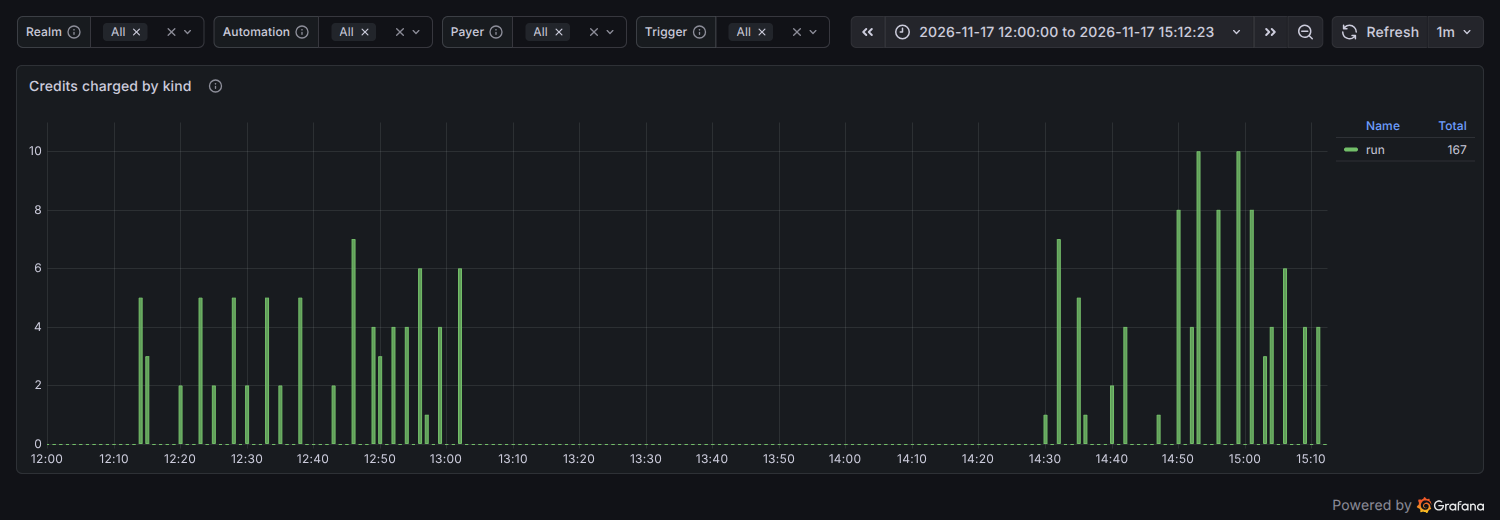 Realm All Automation All Payer All Trigger All 2026-11-17 12:00:00 to 2026-11-17 15:12:23 Refresh 1m
Credits charged by kind
Name Total
run 167
10
8
6
4
2
0
12:00 12:10 12:20 12:30 12:40 12:50 13:00 13:10 13:20 13:30 13:40 13:50 14:00 14:10 14:20 14:30 14:40 14:50 15:00 15:10
Powered by Grafana